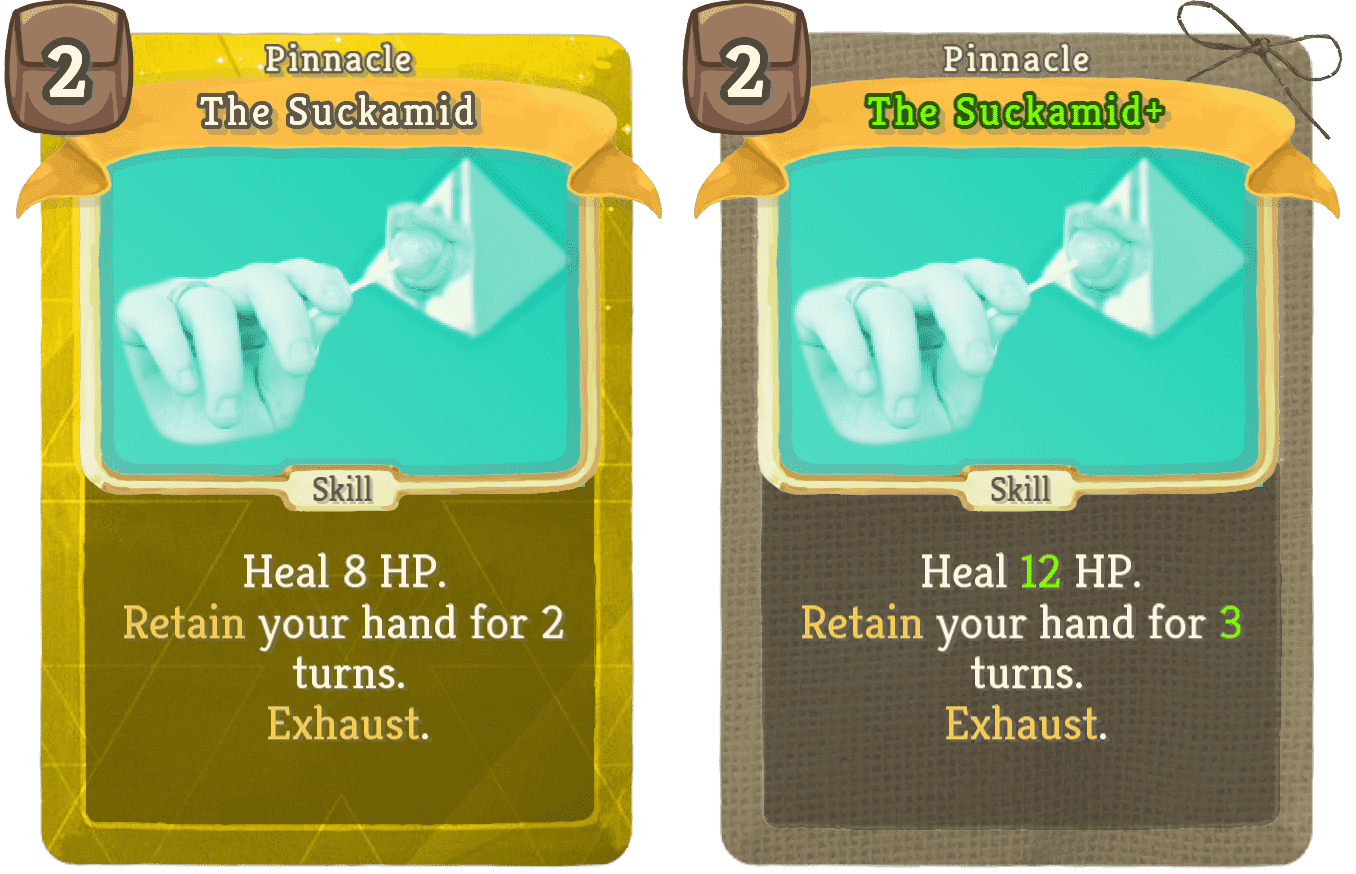 2
Pinnacle
The Suckamid
Skill
Heal 8 HP.
Retain your hand for 2
turns.
Exhaust.
2
Pinnacle
The Suckamid+
Skill
Heal 12 HP.
Retain your hand for 3
turns.
Exhaust.